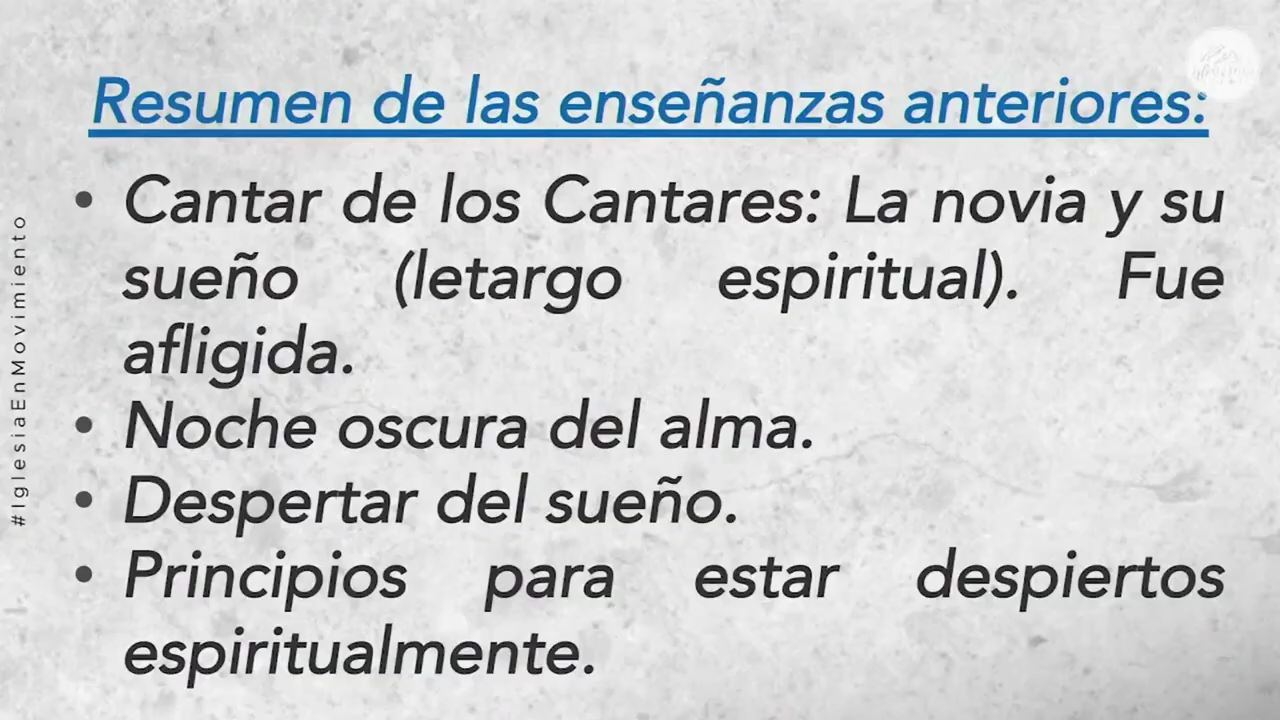 Resumen de las enseñanzas anteriores:
• Cantar de los Cantares: La novia y su
sueño (letargo espiritual). Fue
afligida.
• Noche oscura del alma.
• Despertar del sueño.
• Principios para estar despiertos
espiritualmente.
#IglesiaEnMovimiento